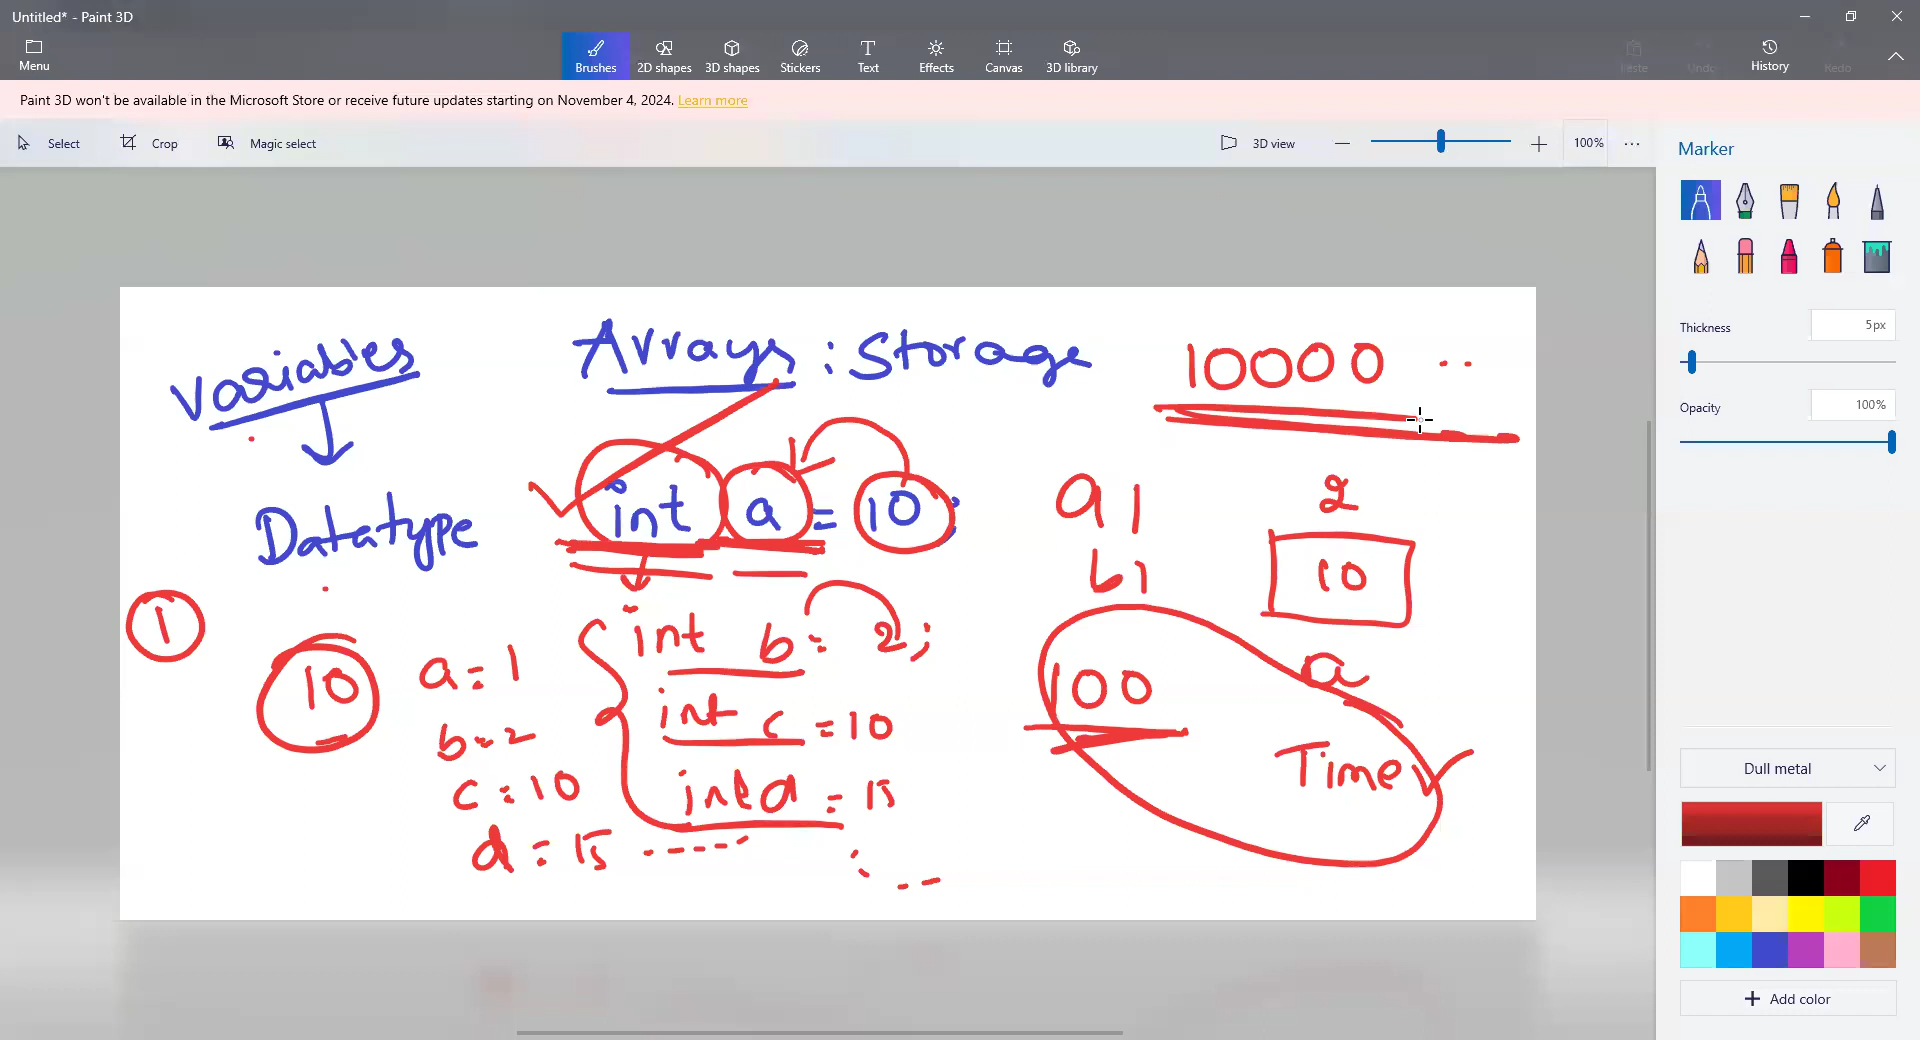 Untitled* - Paint 3D
Menu
Brushes
2D shapes
3D shapes
Stickers
Text
Effects
Canvas
3D library
Paste
Undo
History
Redo
Paint 3D won't be available in the Microsoft Store or receive future updates starting on November 4, 2024. Learn more
Select
Crop
Magic select
3D view
100%
Marker
Thickness
5px
Opacity
100%
Dull metal
Add color
Variables
Arrays : Storage
10000 ..
Datatype
int a = 10;
a1
b1
2
10
a
1
10
a = 1
b = 2
c = 10
d = 15 -----
int b = 2;
int c = 10
int d = 15
100
Time